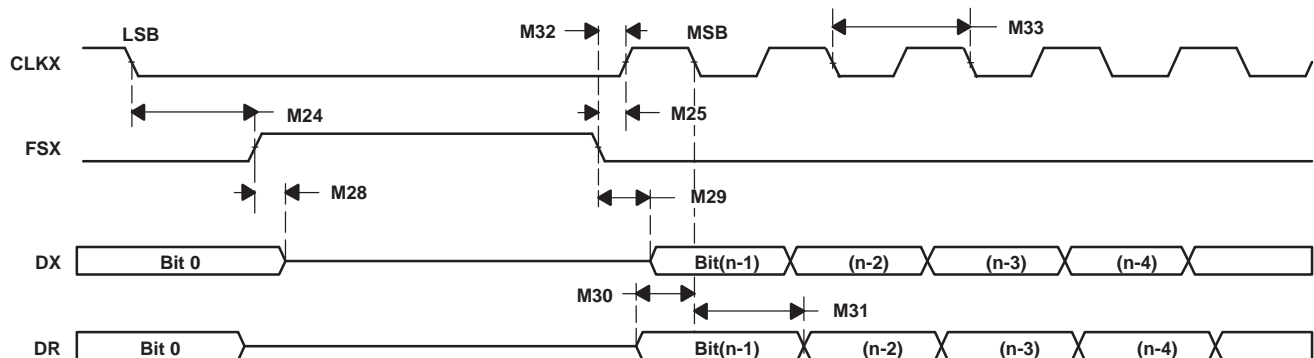 LSB
M32
MSB
M33
CLKX
M24
M25
FSX
M28
M29
DX
Bit 0
Bit(n-1)
(n-2)
(n-3)
(n-4)
M30
M31
DR
Bit 0
Bit(n-1)
(n-2)
(n-3)
(n-4)